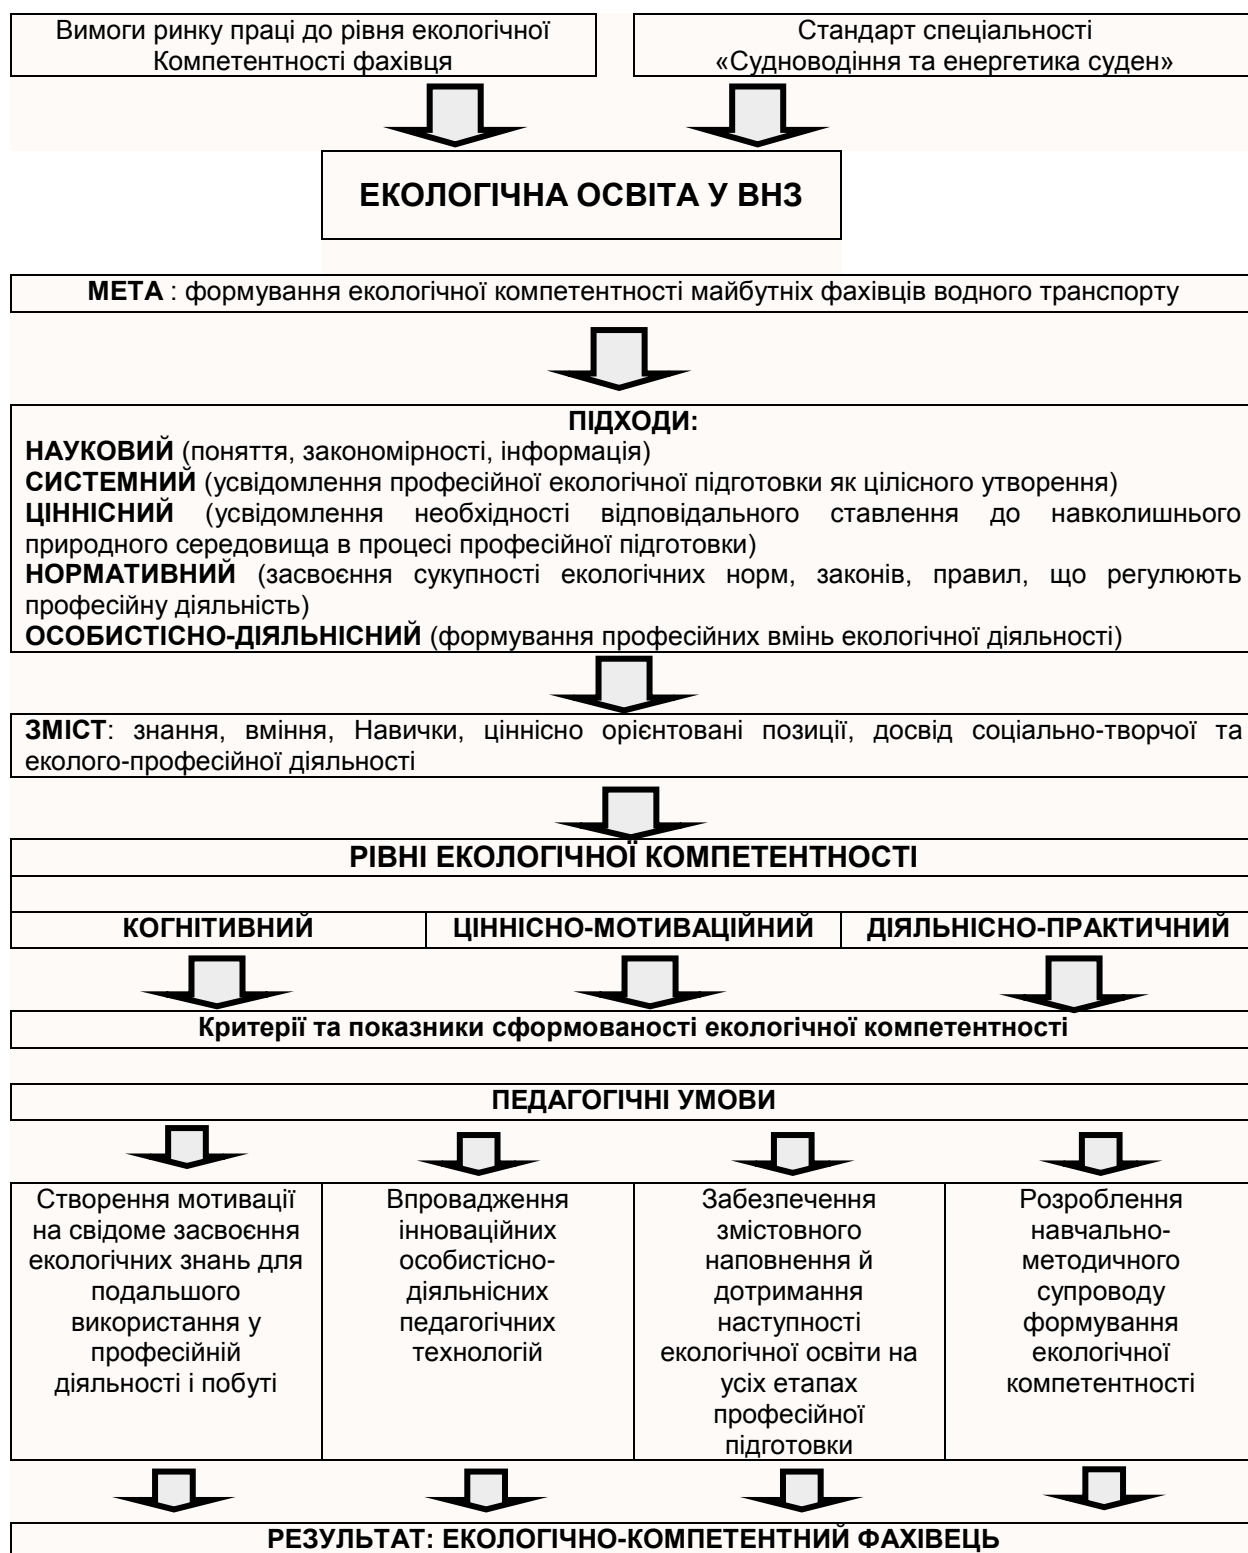 Вимоги ринку праці до рівня екологічної
Компетентності фахівця
Стандарт спеціальності
«Судноводіння та енергетика суден»
ЕКОЛОГІЧНА ОСВІТА У ВНЗ
МЕТА : формування екологічної компетентності майбутніх фахівців водного транспорту
ПІДХОДИ:
НАУКОВИЙ (поняття, закономірності, інформація)
СИСТЕМНИЙ (усвідомлення професійної екологічної підготовки як цілісного утворення)
ЦІННІСНИЙ (усвідомлення необхідності відповідального ставлення до навколишнього
природного середовища в процесі професійної підготовки)
НОРМАТИВНИЙ (засвоєння сукупності екологічних норм, законів, правил, що регулюють
професійну діяльність)
ОСОБИСТІСНО-ДІЯЛЬНІСНИЙ (формування професійних вмінь екологічної діяльності)
ЗМІСТ: знання, вміння, Навички, ціннісно орієнтовані позиції, досвід соціально-творчої та
еколого-професійної діяльності
РІВНІ ЕКОЛОГІЧНОЇ КОМПЕТЕНТНОСТІ
КОГНІТИВНИЙ
ЦІННІСНО-МОТИВАЦІЙНИЙ
ДІЯЛЬНІСНО-ПРАКТИЧНИЙ
Критерії та показники сформованості екологічної компетентності
ПЕДАГОГІЧНІ УМОВИ
Створення мотивації
на свідоме засвоєння
екологічних знань для
подальшого
використання у
професійній
діяльності і побуті
Впровадження
інноваційних
особистісно-
діяльнісних
педагогічних
технологій
Забезпечення
змістовного
наповнення й
дотримання
наступності
екологічної освіти на
усіх етапах
професійної
підготовки
Розроблення
навчально-
методичного
супроводу
формування
екологічної
компетентності
РЕЗУЛЬТАТ: ЕКОЛОГІЧНО-КОМПЕТЕНТНИЙ ФАХІВЕЦЬ